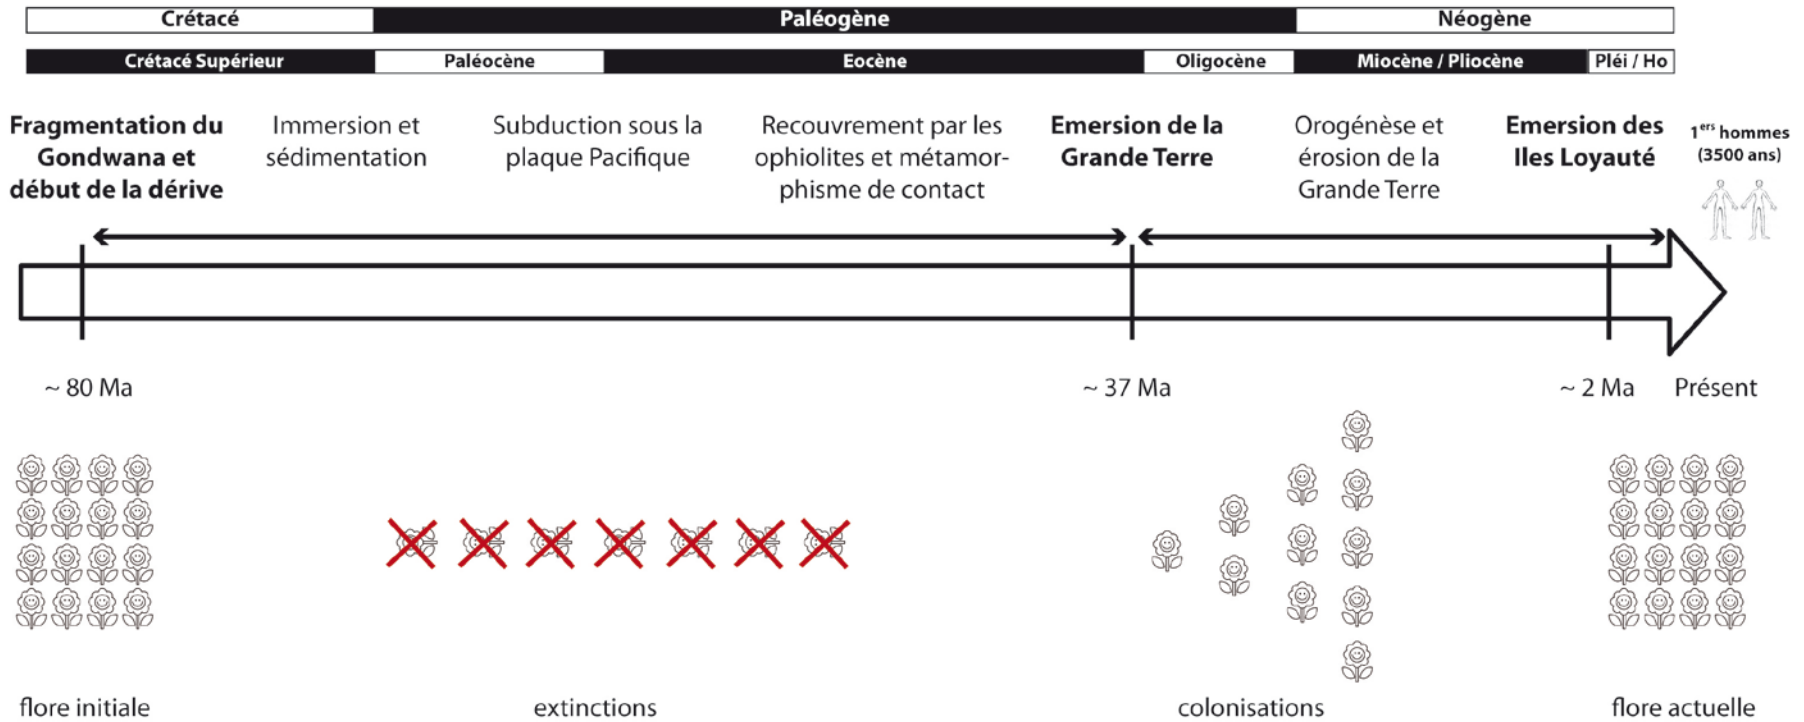 Crétacé
Paléogène
Néogène
Crétacé Supérieur
Paléocène
Eocène
Oligocène
Miocène / Pliocène
Pléi / Ho
Fragmentation du
Gondwana et
début de la dérive
Immersion et
sédimentation
Subduction sous la
plaque Pacifique
Recouvrement par les
ophiolites et métamor-
phisme de contact
Emersion de la
Grande Terre
Orogénèse et
érosion de la
Grande Terre
Emersion des
Iles Loyauté
1ers hommes
(3500 ans)
~ 80 Ma
~ 37 Ma
~ 2 Ma
Présent
flore initiale
extinctions
colonisations
flore actuelle